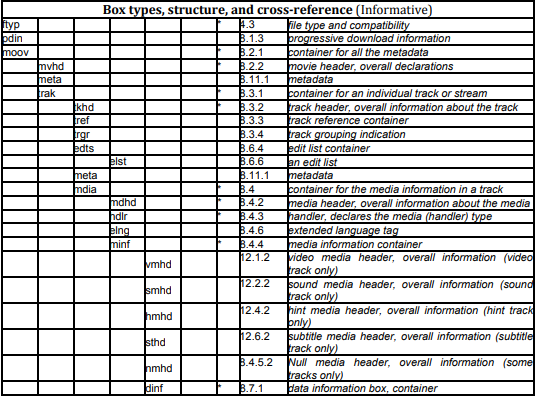 Box types, structure, and cross-reference (Informative)
ftyp * 4.3 file type and compatibility
pdin 8.1.3 progressive download information
moov * 8.2.1 container for all the metadata
mvhd * 8.2.2 movie header, overall declarations
meta 8.11.1 metadata
trak * 8.3.1 container for an individual track or stream
tkhd * 8.3.2 track header, overall information about the track
tref 8.3.3 track reference container
trgr 8.3.4 track grouping indication
edts 8.6.4 edit list container
elst 8.6.6 an edit list
meta 8.11.1 metadata
mdia * 8.4 container for the media information in a track
mdhd * 8.4.2 media header, overall information about the media
hdlr * 8.4.3 handler, declares the media (handler) type
elng 8.4.6 extended language tag
minf * 8.4.4 media information container
vmhd 12.1.2 video media header, overall information (video
track only)
smhd 12.2.2 sound media header, overall information (sound
track only)
hmhd 12.4.2 hint media header, overall information (hint track
only)
sthd 12.6.2 subtitle media header, overall information (subtitle
track only)
nmhd 8.4.5.2 Null media header, overall information (some
tracks only)
dinf * 8.7.1 data information box, container